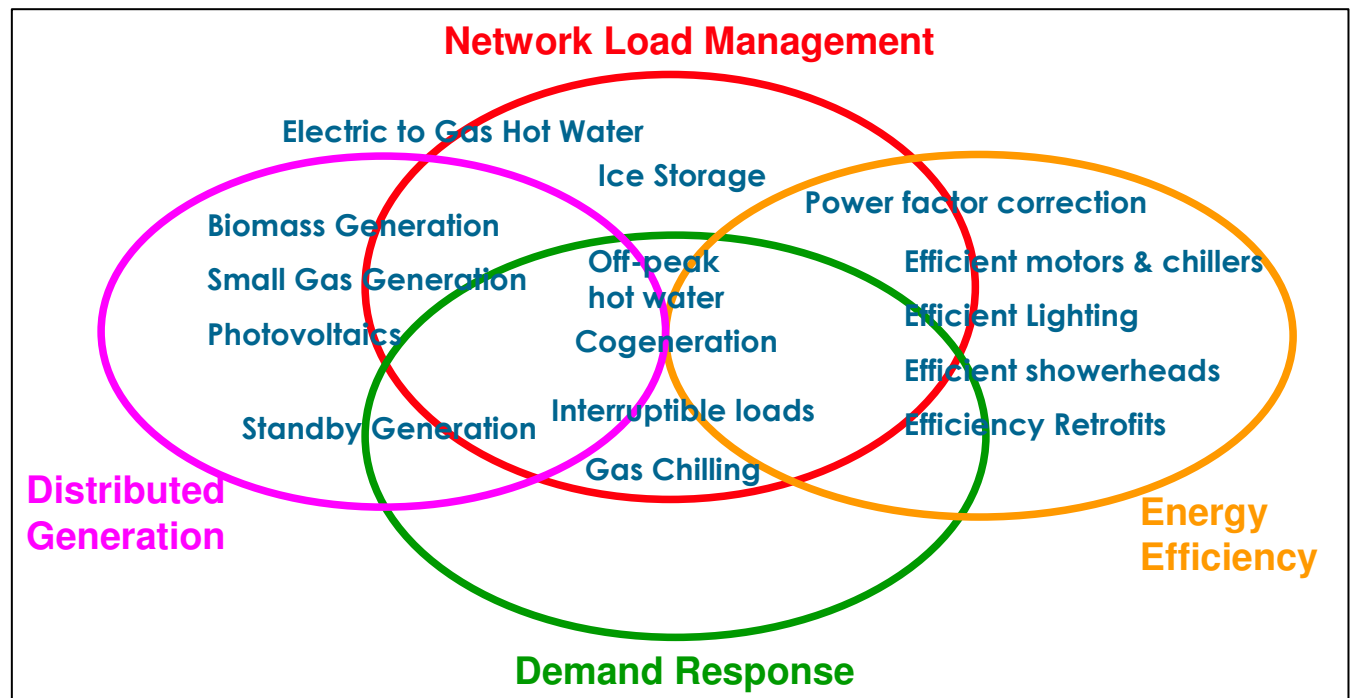 Network Load Management
Electric to Gas Hot Water
Ice Storage
Power factor correction
Biomass Generation
Off-peak
hot water
Efficient motors & chillers
Small Gas Generation
Efficient Lighting
Photovoltaics
Cogeneration
Efficient showerheads
Interruptible loads
Standby Generation
Efficiency Retrofits
Gas Chilling
Distributed
Generation
Energy
Efficiency
Demand Response